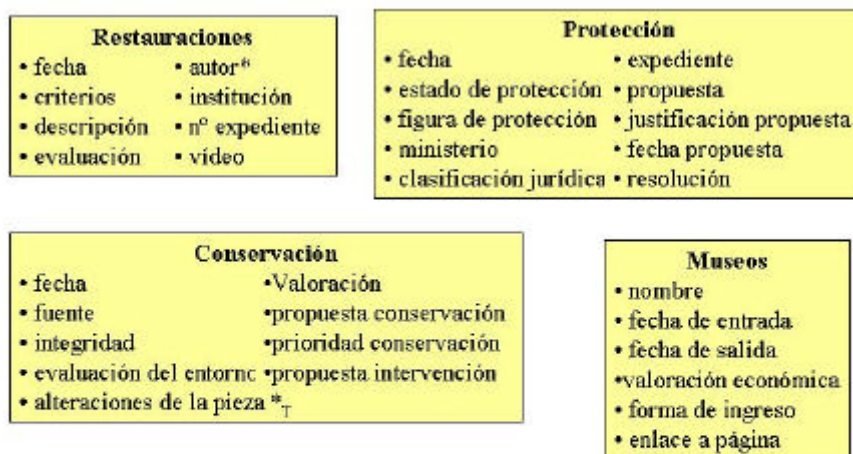 Restauraciones
• fecha • autor*
• criterios • institución
• descripción • nº expediente
• evaluación • vídeo
Protección
• fecha • expediente
• estado de protección • propuesta
• figura de protección • justificación propuesta
• ministerio • fecha propuesta
• clasificación jurídica • resolución
Conservación
• fecha •Valoración
• fuente •propuesta conservación
• integridad •prioridad conservación
• evaluación del entorno •propuesta intervención
• alteraciones de la pieza *T
Museos
• nombre
• fecha de entrada
• fecha de salida
•valoración económica
• forma de ingreso
• enlace a página